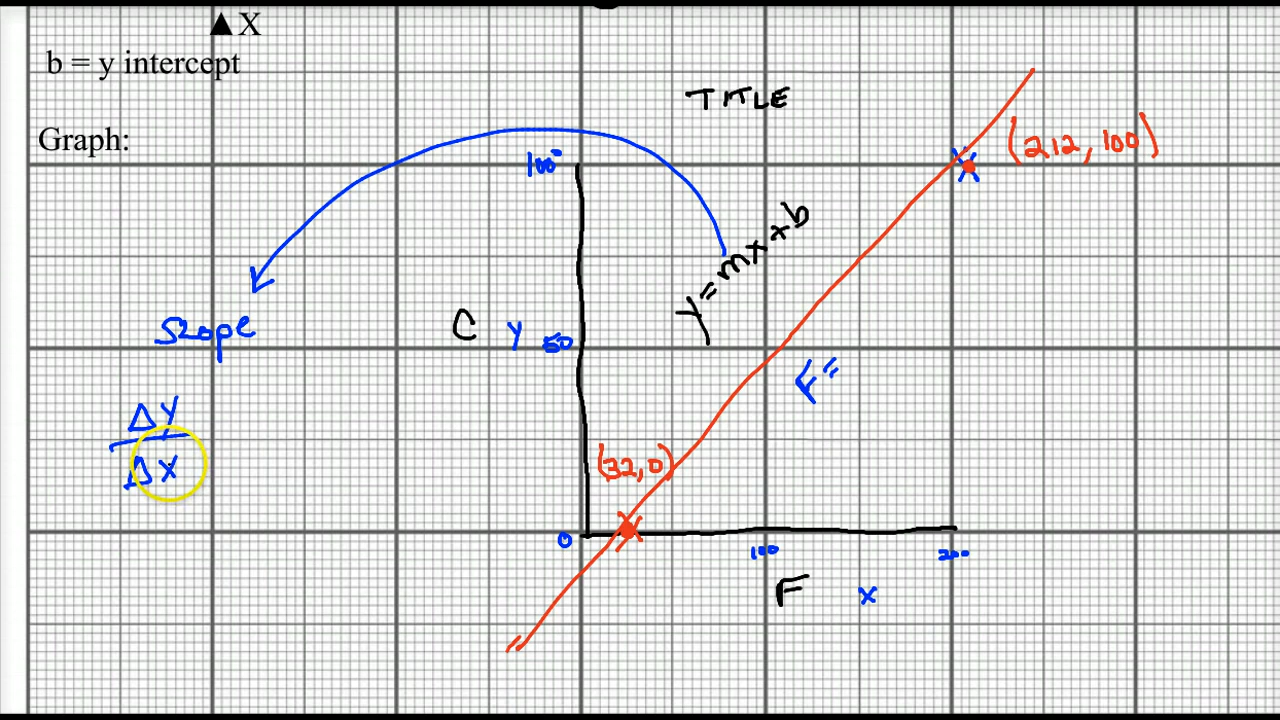 ▲X
b = y intercept
TITLE
Graph:
(212, 100)
100°
y = mx + b
Slope
C
y
50
F =
ΔY
ΔX
(32,0)
0
100
200
F
x